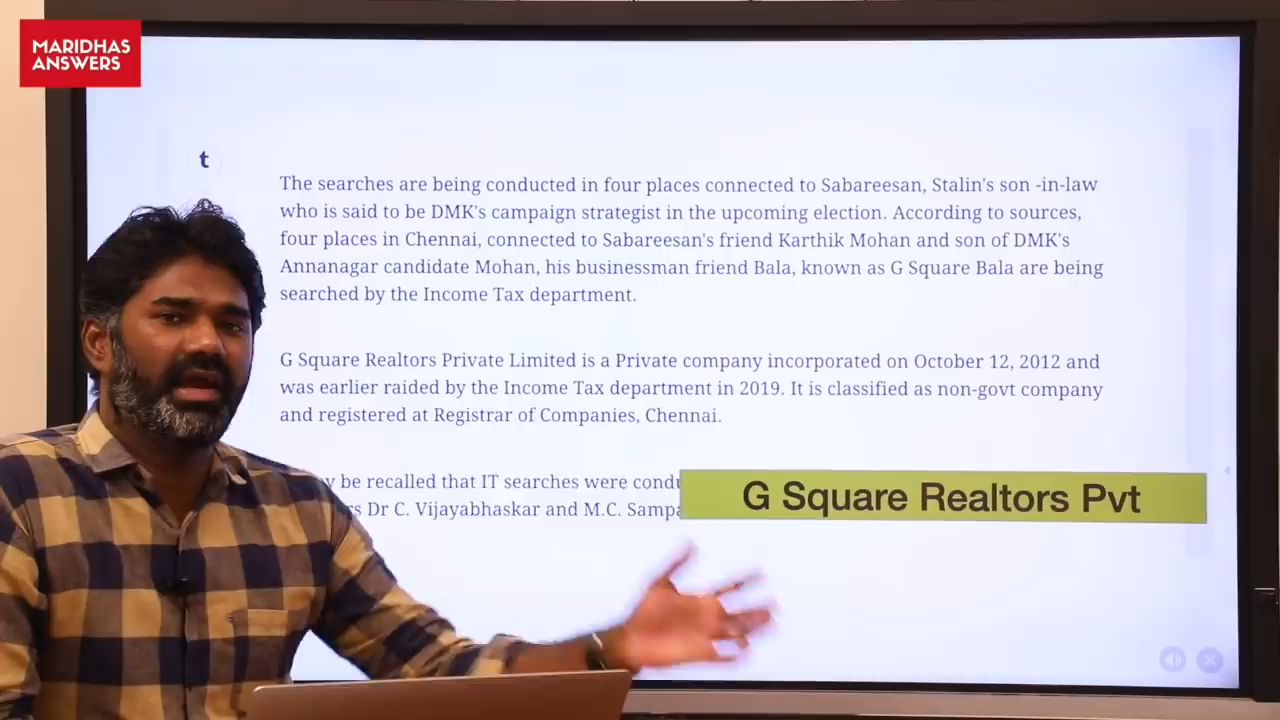 MARIDHAS
ANSWERS
t
The searches are being conducted in four places connected to Sabareesan, Stalin's son -in-law
who is said to be DMK's campaign strategist in the upcoming election. According to sources,
four places in Chennai, connected to Sabareesan's friend Karthik Mohan and son of DMK's
Annanagar candidate Mohan, his businessman friend Bala, known as G Square Bala are being
searched by the Income Tax department.
G Square Realtors Private Limited is a Private company incorporated on October 12, 2012 and
was earlier raided by the Income Tax department in 2019. It is classified as non-govt company
and registered at Registrar of Companies, Chennai.
be recalled that IT searches were
Dr C. Vijayabhaskar and M.C.
G Square Realtors Pvt